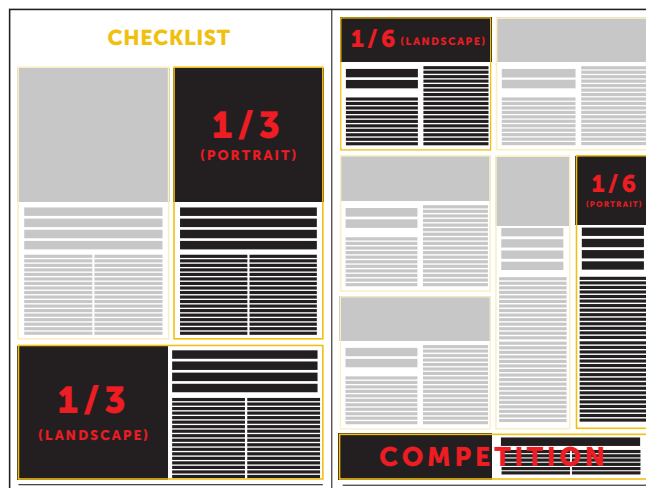 CHECKLIST
1/3
(PORTRAIT)
1/3
(LANDSCAPE)
1/6 (LANDSCAPE)
1/6
(PORTRAIT)
COMPETITION